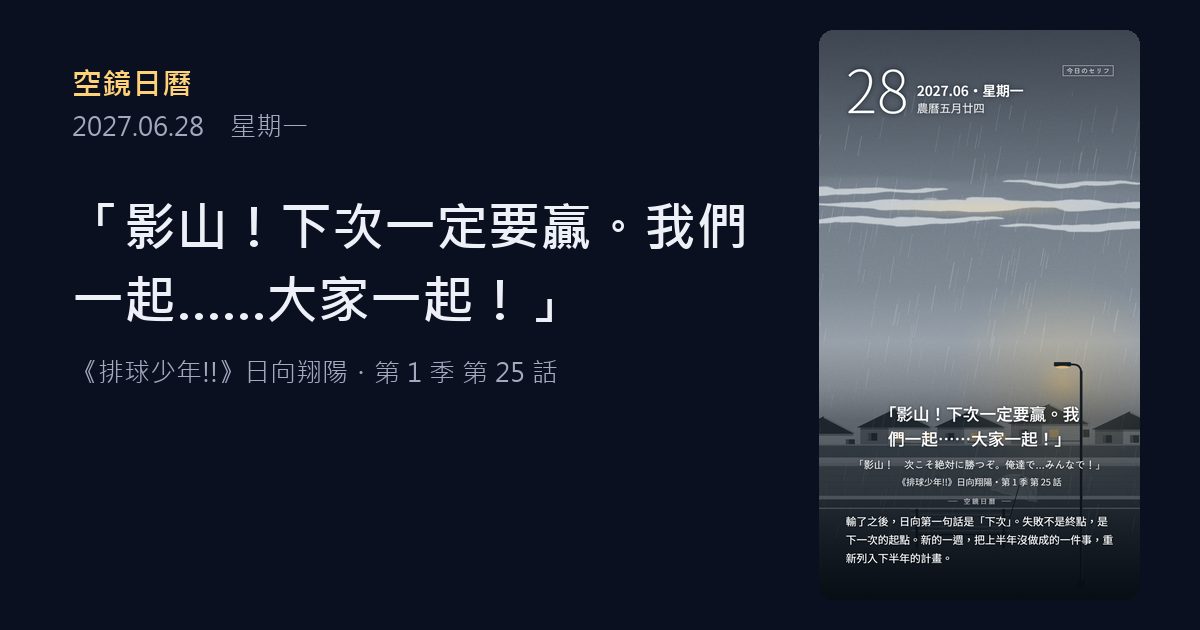 空鏡日曆
2027.06.28 星期一
「影山！下次一定要贏。我們
一起……大家一起！」
《排球少年!!》日向翔陽・第 1 季 第 25 話
28
2027.06・星期一
農曆五月廿四
今日のセリフ
「影山！下次一定要贏。我
們一起……大家一起！」
「影山！　次こそ絶対に勝つぞ。俺達で…みんなで！」
《排球少年!!》日向翔陽・第 1 季 第 25 話
— 空鏡日曆 —
輸了之後，日向第一句話是「下次」。失敗不是終點，是
下一次的起點。新的一週，把上半年沒做成的一件事，重
新列入下半年的計畫。